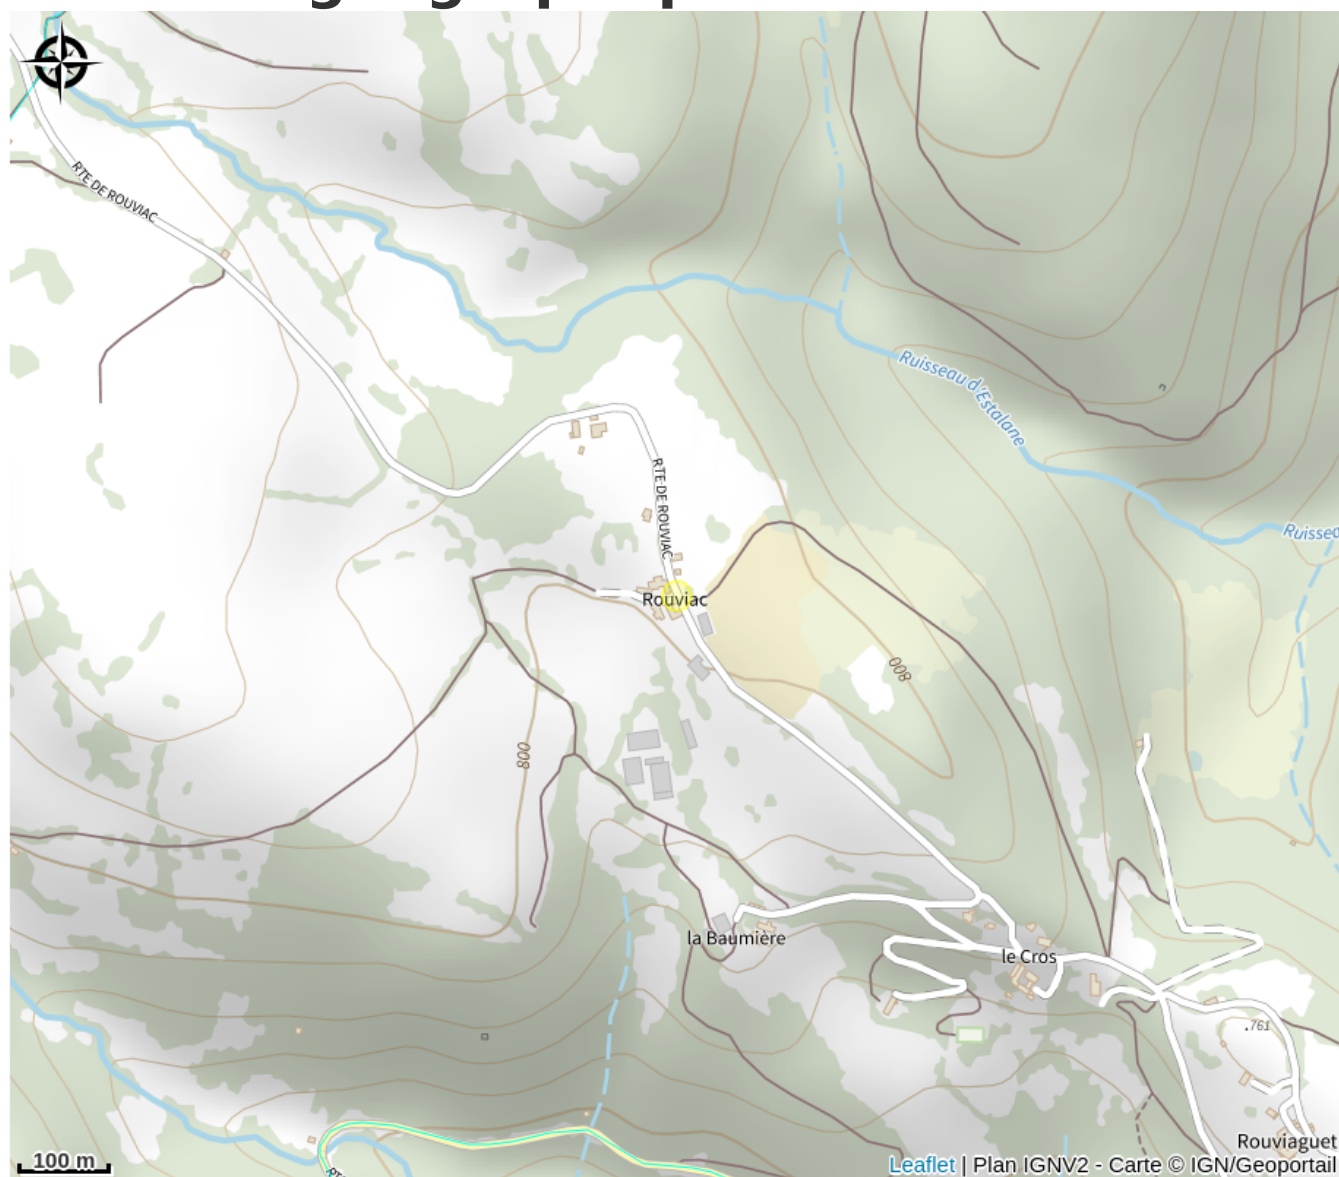 RTE DE ROUVIAC
Ruisseau d'Estalane
RTE DE ROUVIAC
Ruissea
Rouviac
800
800
la Baumière
le Cros
.761
Rouviaguet
100 m
Leaflet | Plan IGNV2 - Carte © IGN/Geoportail